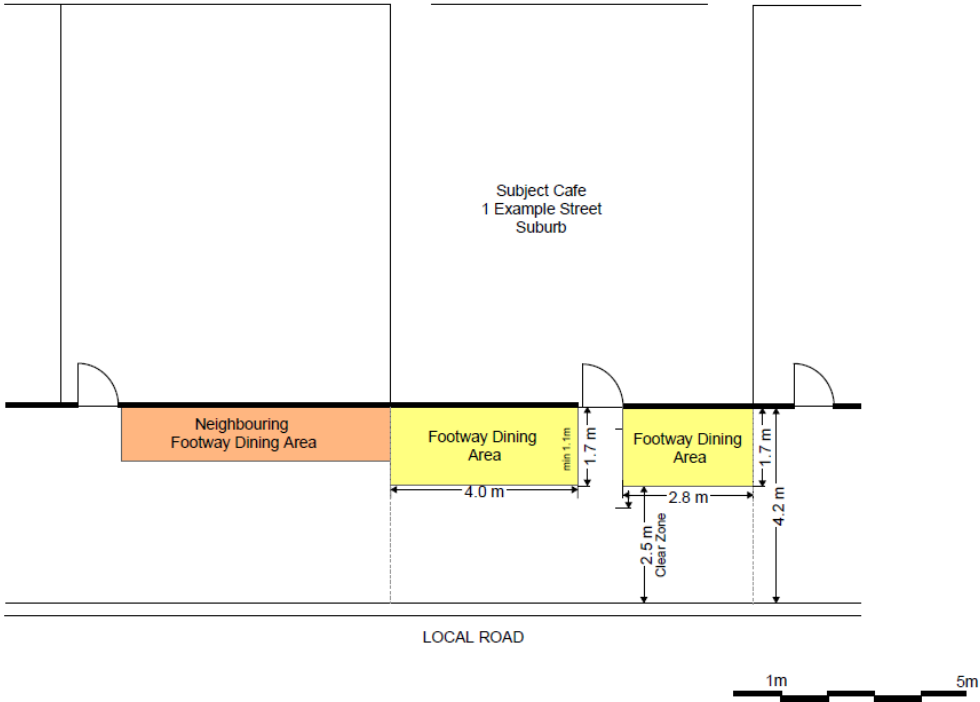 Subject Cafe
1 Example Street
Suburb
Neighbouring
Footway Dining Area
Footway Dining
Area
min 1.1m
1.7 m
Footway Dining
Area
1.7 m
4.0 m
2.8 m
4.2 m
2.5 m
Clear Zone
LOCAL ROAD
1m
5m